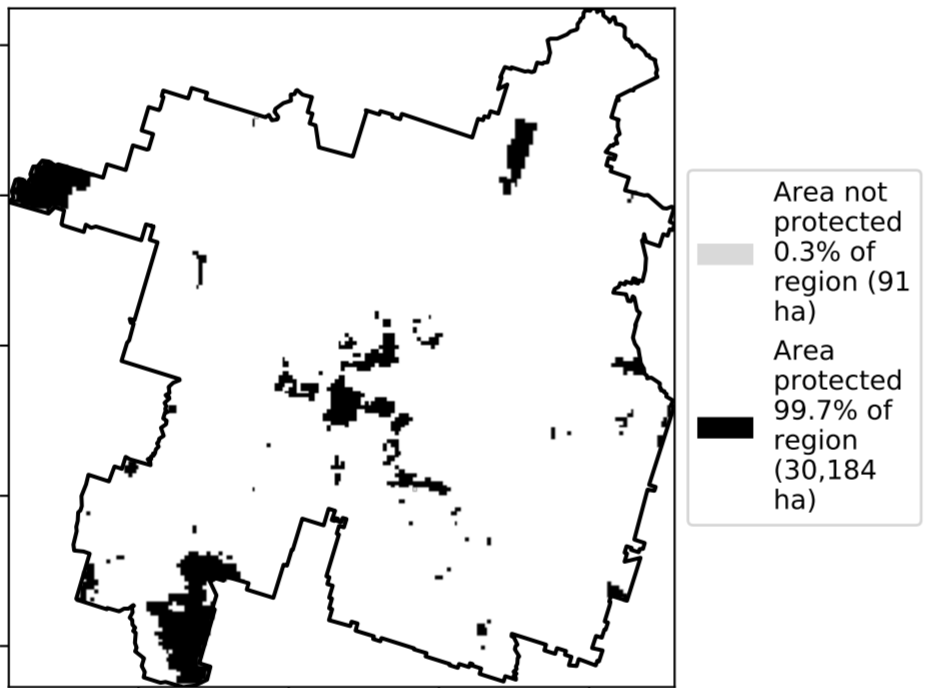 Area not
protected
0.3% of
region (91
ha)
Area
protected
99.7% of
region
(30,184
ha)